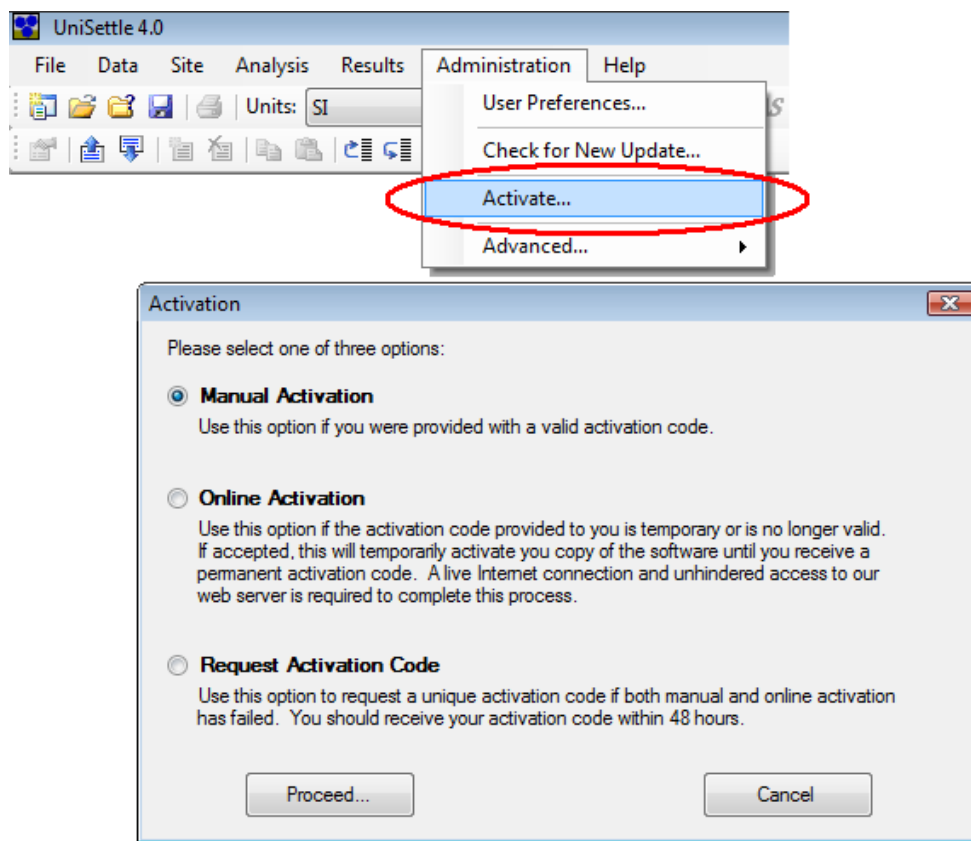 UniSettle 4.0
File Data Site Analysis Results Administration Help
Units: SI
User Preferences...
Check for New Update...
Activate...
Advanced...
Activation
Please select one of three options:
Manual Activation
Use this option if you were provided with a valid activation code.
Online Activation
Use this option if the activation code provided to you is temporary or is no longer valid.
If accepted, this will temporarily activate you copy of the software until you receive a
permanent activation code. A live Internet connection and unhindered access to our
web server is required to complete this process.
Request Activation Code
Use this option to request a unique activation code if both manual and online activation
has failed. You should receive your activation code within 48 hours.
Proceed... Cancel